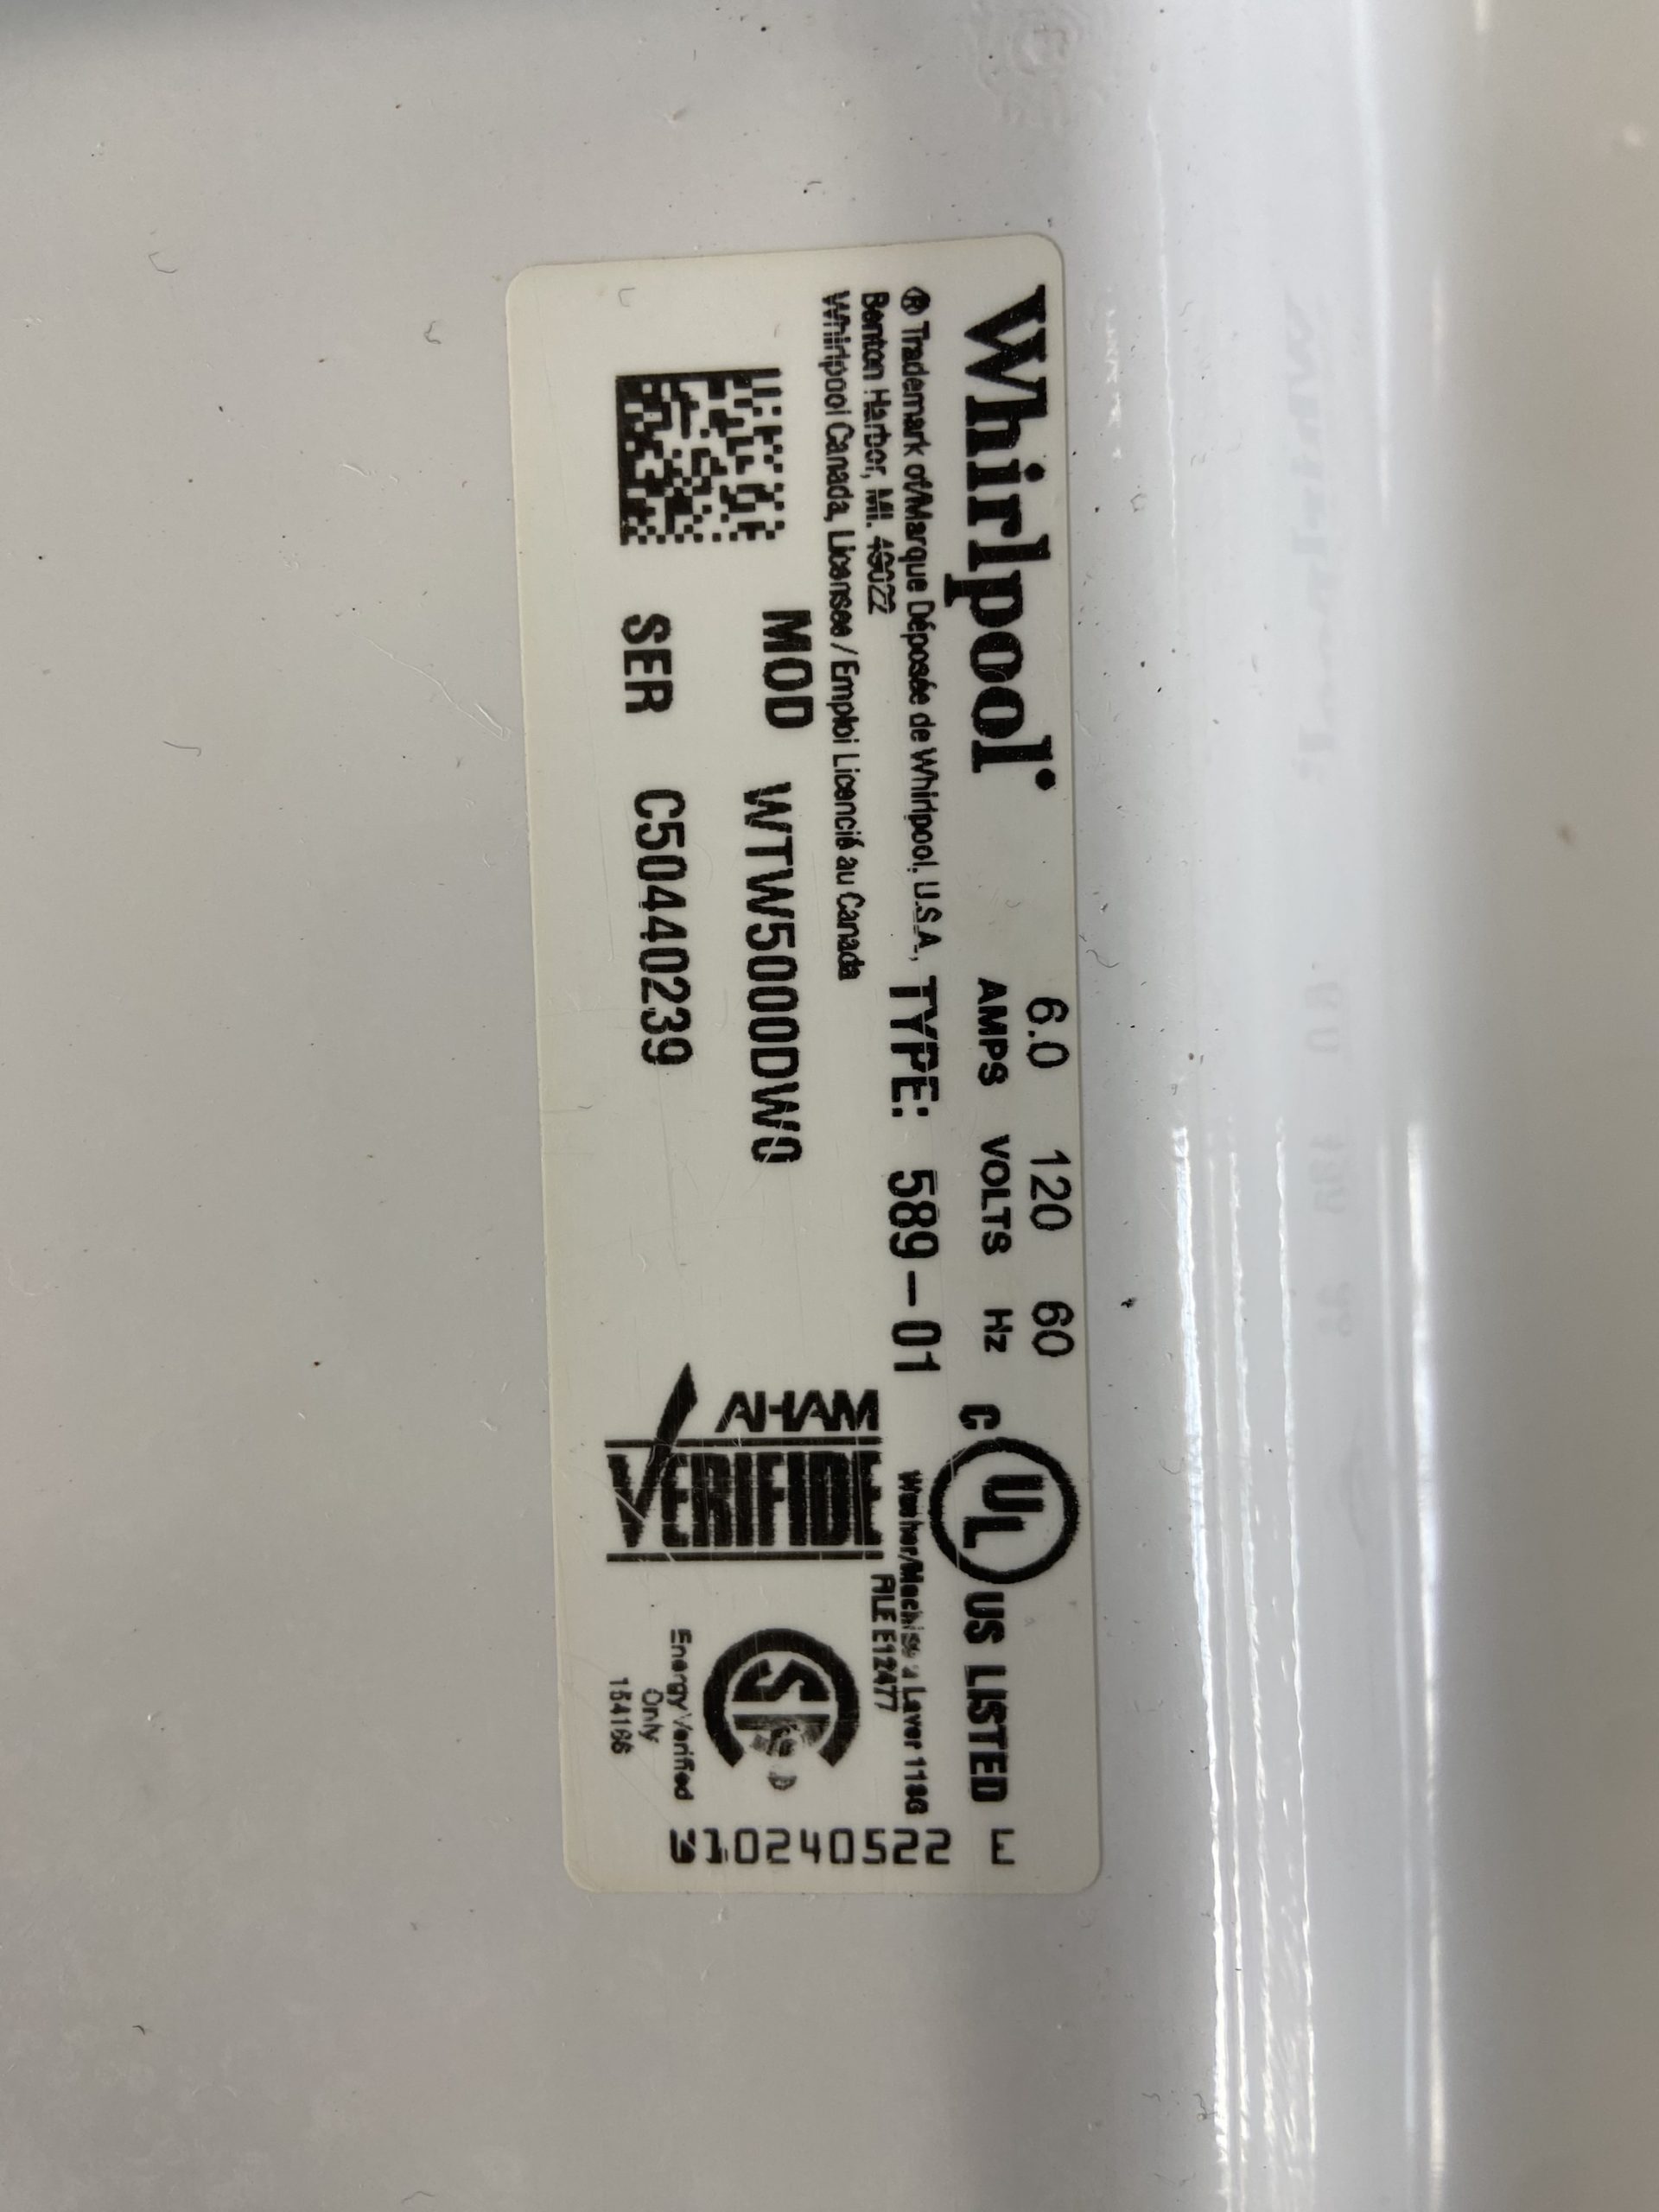 Whirlpool
® Trademark of/Marque Déposée de Whirlpool, U.S.A.,
Benton Harbor, MI. 49022
Whirlpool Canada, Licensee / Emploi Licencié au Canada
6.0 120 60
AMPS VOLTS Hz
TYPE: 589-01
MOD WTW5000DW0
SER C50440239
C UL US LISTED
Washer/Machine a Laver 118G
FILE E12477
AHAM
VERIFIDE
Energy Verified
Only
154166
W10240522 E